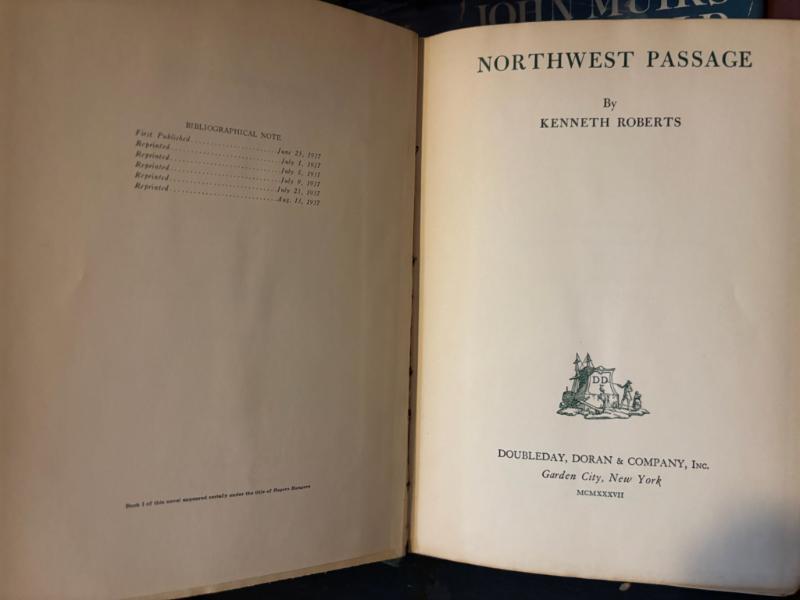 JOHN MUIR'S
BIBLIOGRAPHICAL NOTE
First Published.....................June 25, 1937
Reprinted...........................July 1, 1937
Reprinted...........................July 5, 1937
Reprinted...........................July 9, 1937
Reprinted...........................July 21, 1937
Reprinted...........................Aug. 13, 1937
Book I of this novel appeared serially under the title of Rogers Rangers
NORTHWEST PASSAGE
By
KENNETH ROBERTS
DD
&
DOUBLEDAY, DORAN & COMPANY, INC.
Garden City, New York
MCMXXXVII